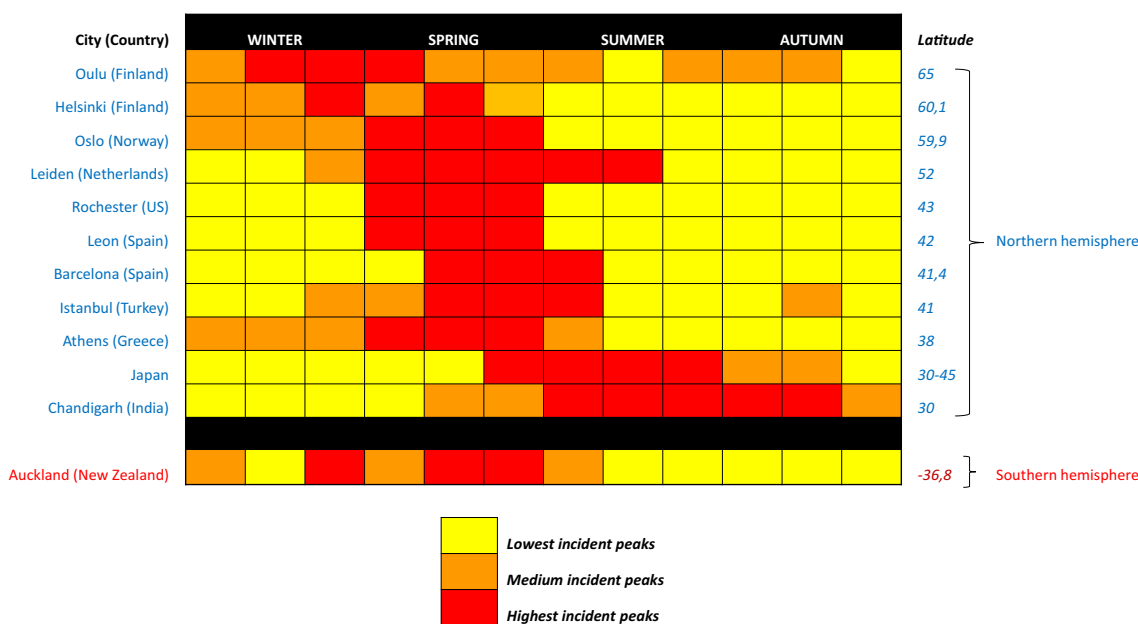 City (Country) WINTER SPRING SUMMER AUTUMN Latitude
Oulu (Finland) 65
Helsinki (Finland) 60,1
Oslo (Norway) 59,9
Leiden (Netherlands) 52
Rochester (US) 43
Leon (Spain) 42
Northern hemisphere
Barcelona (Spain) 41,4
Istanbul (Turkey) 41
Athens (Greece) 38
Japan 30-45
Chandigarh (India) 30
Auckland (New Zealand) -36,8 Southern hemisphere
Lowest incident peaks
Medium incident peaks
Highest incident peaks